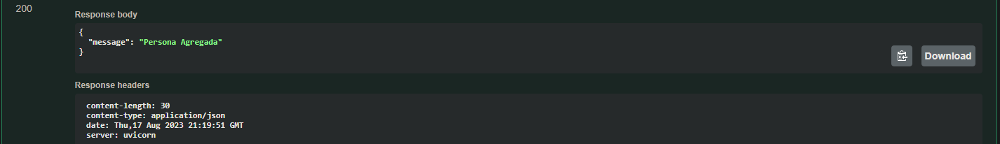 200
Response body
{
  "message": "Persona Agregada"
}
Download
Response headers
content-length: 30
content-type: application/json
date: Thu,17 Aug 2023 21:19:51 GMT
server: uvicorn